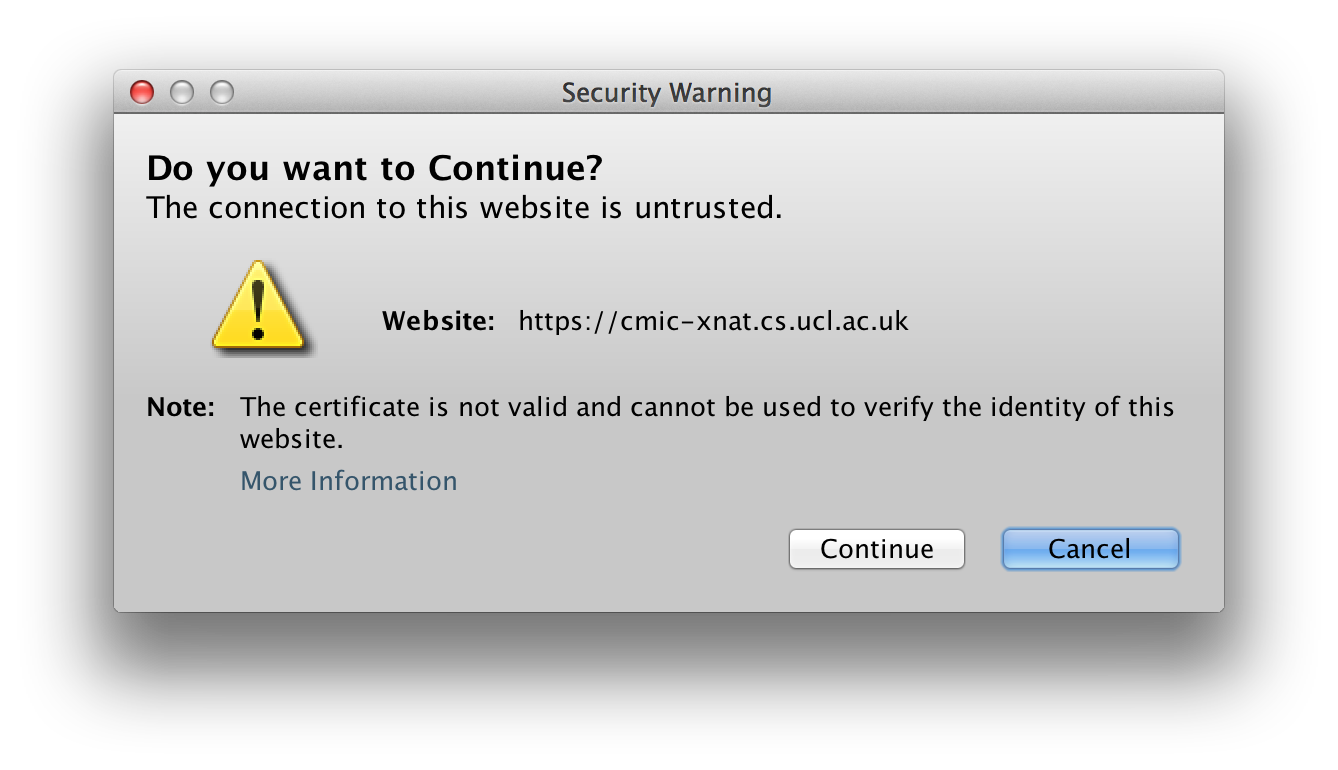 Security Warning
Do you want to Continue?
The connection to this website is untrusted.
Website: https://cmic-xnat.cs.ucl.ac.uk
Note: The certificate is not valid and cannot be used to verify the identity of this
website.
More Information
Continue Cancel